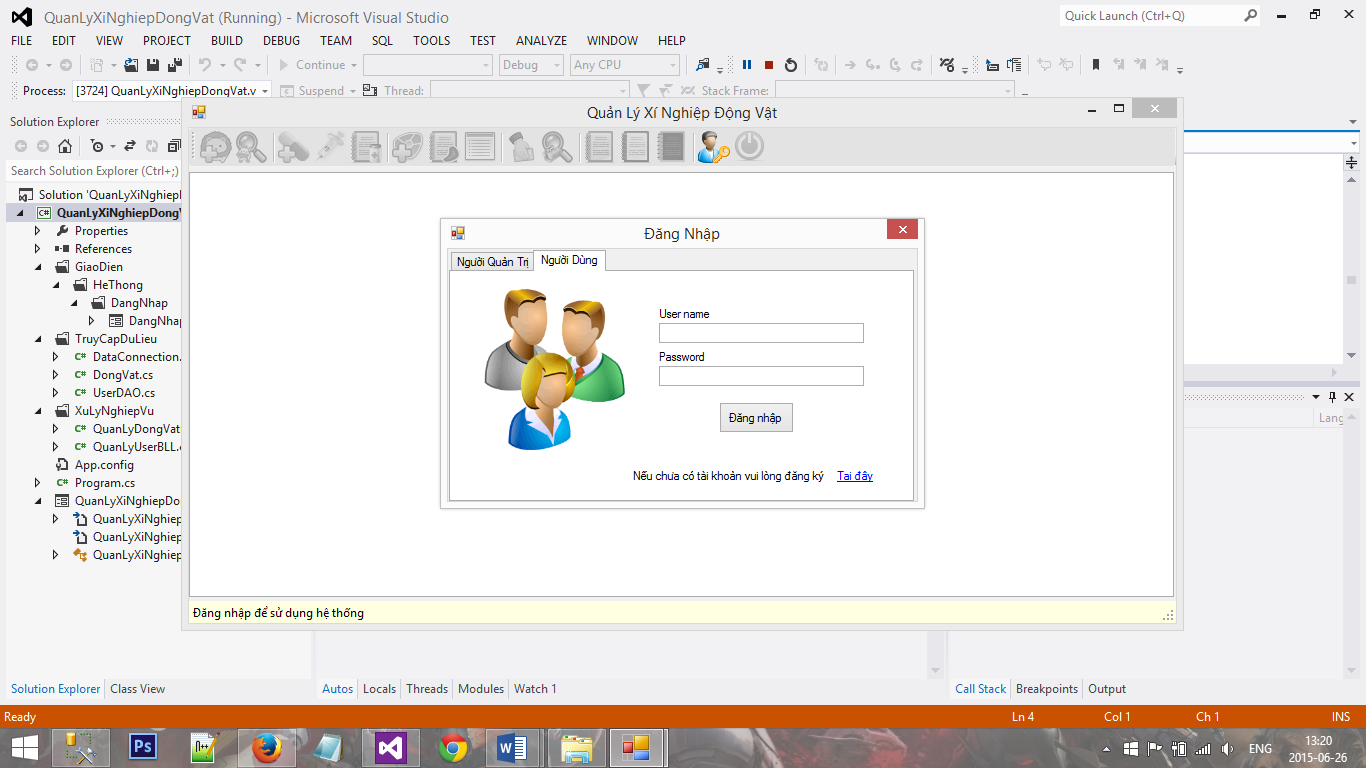 QuanLyXiNghiepDongVat (Running) - Microsoft Visual Studio
Quick Launch (Ctrl+Q)
FILE EDIT VIEW PROJECT BUILD DEBUG TEAM SQL TOOLS TEST ANALYZE WINDOW HELP
Continue Debug Any CPU
Process: [3724] QuanLyXiNghiepDongVat.v Suspend Thread: Stack Frame:
Quản Lý Xí Nghiệp Động Vật
Solution Explorer
Search Solution Explorer (Ctrl+;)
Solution 'QuanLyXiNghiep
QuanLyXiNghiepDongV
Properties
References
GiaoDien
HeThong
DangNhap
DangNhap
TruyCapDuLieu
DataConnection.
DongVat.cs
UserDAO.cs
XuLyNghiepVu
QuanLyDongVat
QuanLyUserBLL.
App.config
Program.cs
QuanLyXiNghiepDo
QuanLyXiNghiep
QuanLyXiNghiep
QuanLyXiNghiep
Đăng Nhập
Người Quản Trị Người Dùng
User name
Password
Đăng nhập
Nếu chưa có tài khoản vui lòng đăng ký Tại đây
Lang
Đăng nhập để sử dụng hệ thống
Solution Explorer Class View Autos Locals Threads Modules Watch 1 Call Stack Breakpoints Output
Ready Ln 4 Col 1 Ch 1 INS
Ps n++ W ENG 13:20
2015-06-26